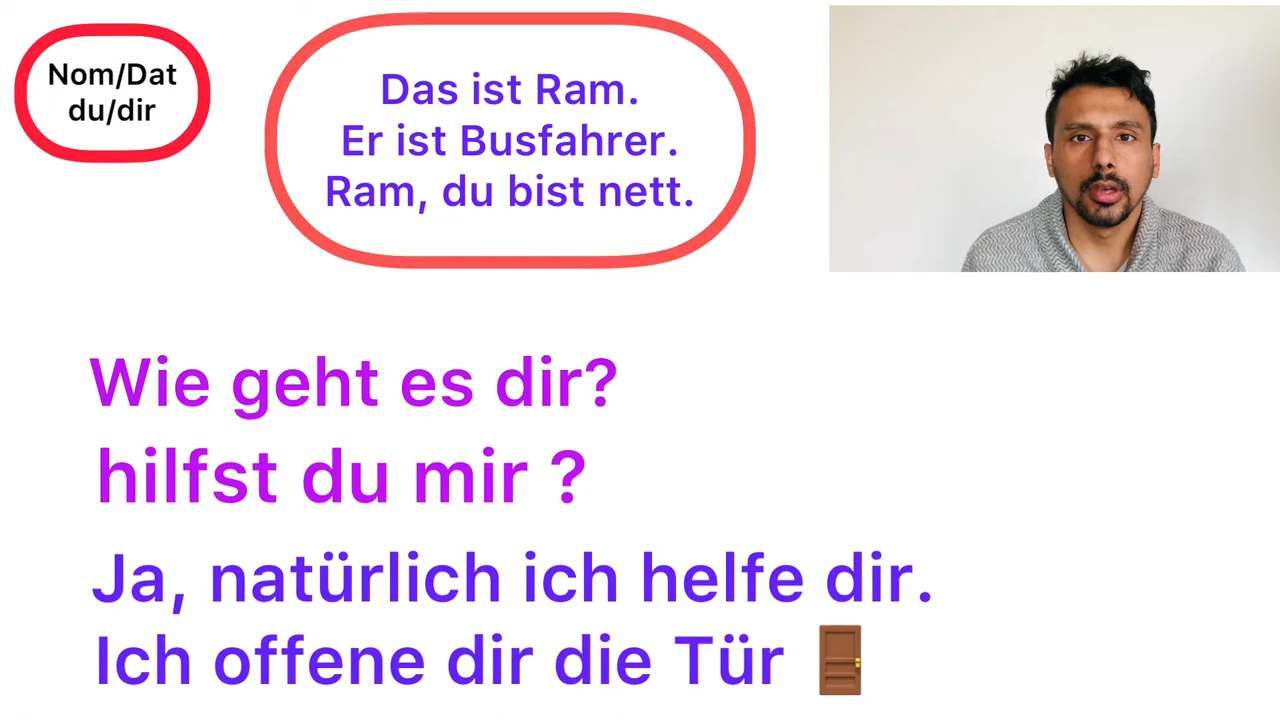 Nom/Dat
du/dir
Das ist Ram.
Er ist Busfahrer.
Ram, du bist nett.
Wie geht es dir?
hilfst du mir ?
Ja, natürlich ich helfe dir.
Ich offene dir die Tür